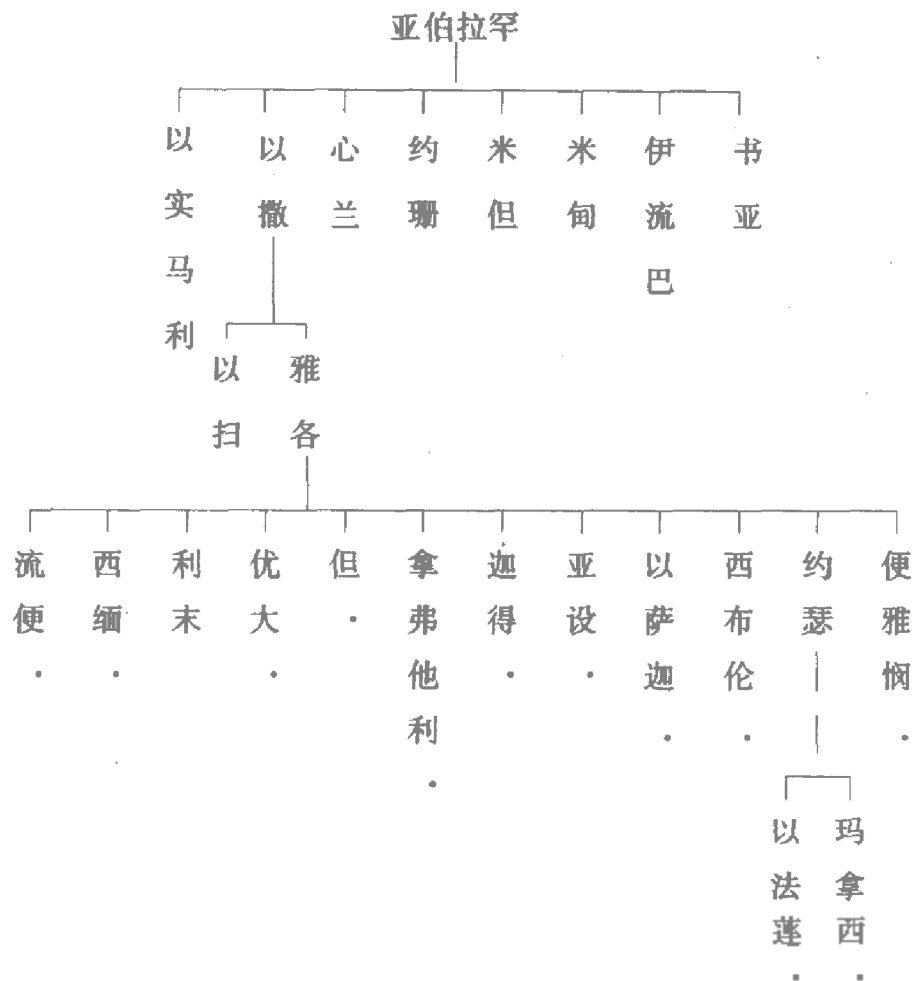 亚伯拉罕
以实马利
以撒
心兰
约珊
米但
米甸
伊流巴
书亚
以扫
雅各
流便.
西缅.
利末
优大.
但.
拿弗他利.
迦得.
亚设.
以萨迦.
西布伦.
约瑟
便雅悯.
以法莲.
玛拿西.